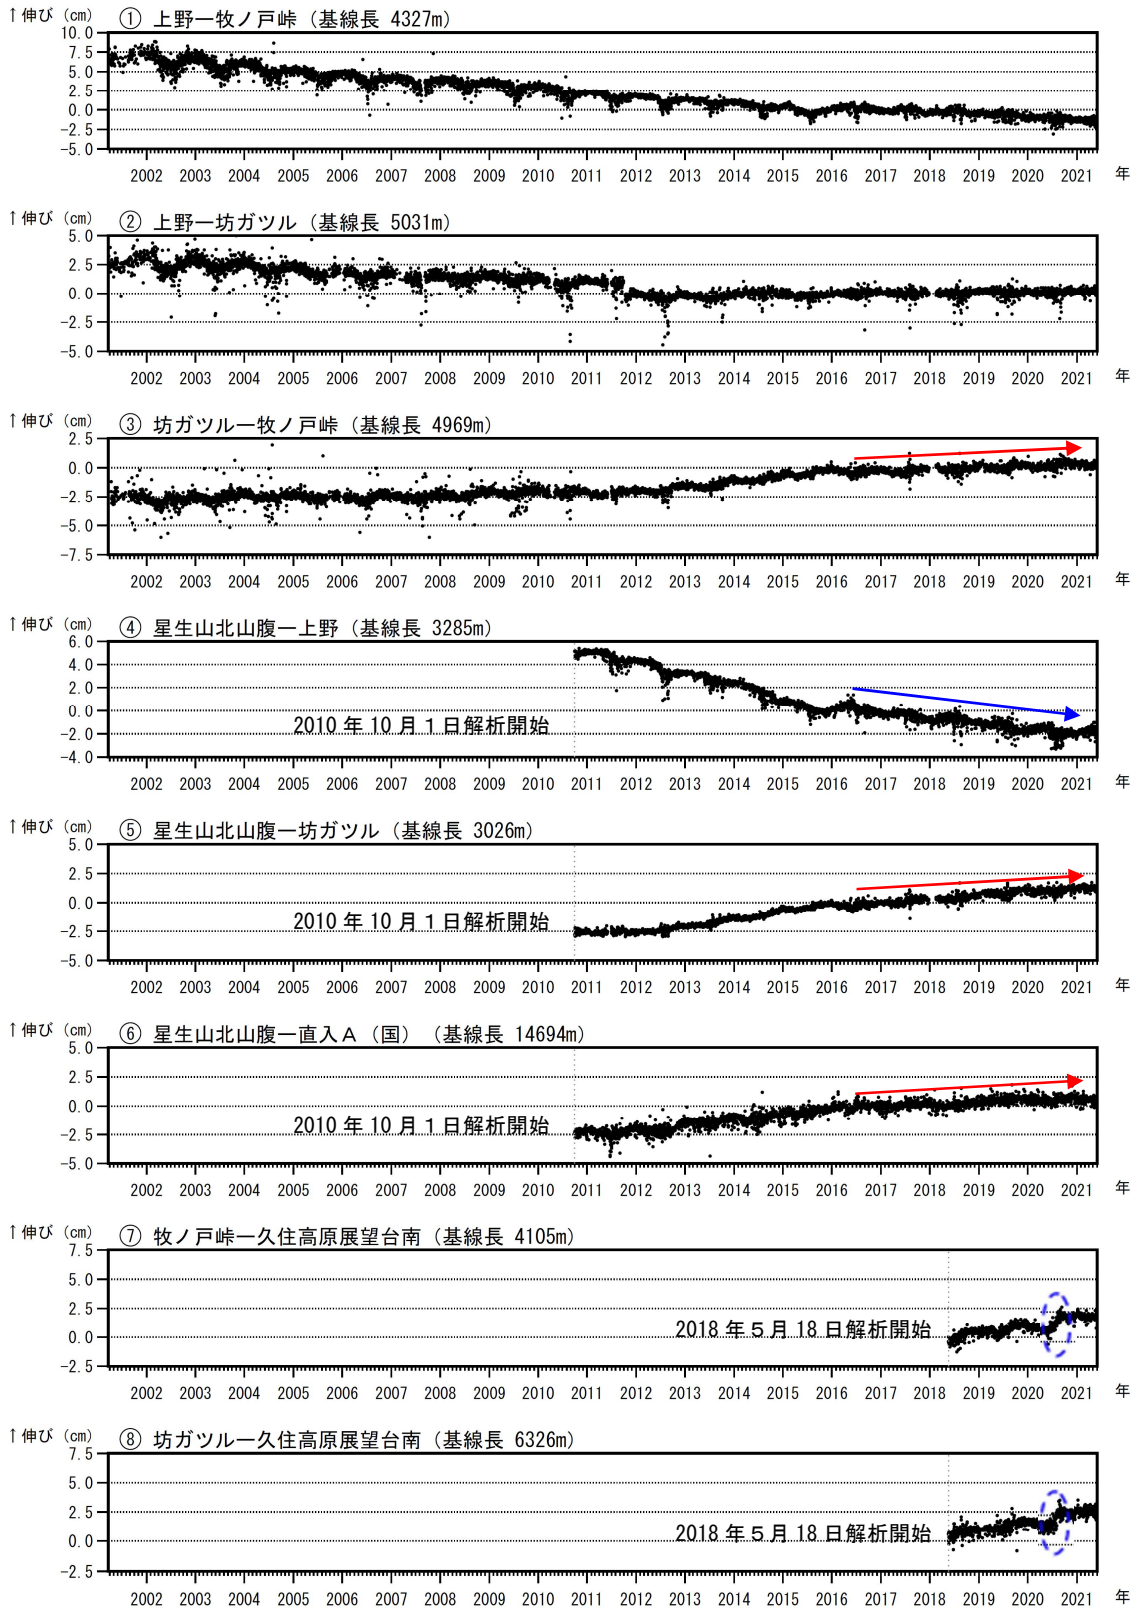 ↑伸び（cm） ① 上野ー牧ノ戸峠（基線長 4327m）
10.0
7.5
5.0
2.5
0.0
-2.5
-5.0
2002 2003 2004 2005 2006 2007 2008 2009 2010 2011 2012 2013 2014 2015 2016 2017 2018 2019 2020 2021 年
↑伸び（cm） ② 上野ー坊ガツル（基線長 5031m）
5.0
2.5
0.0
-2.5
-5.0
2002 2003 2004 2005 2006 2007 2008 2009 2010 2011 2012 2013 2014 2015 2016 2017 2018 2019 2020 2021 年
↑伸び（cm） ③ 坊ガツルー牧ノ戸峠（基線長 4969m）
2.5
0.0
-2.5
-5.0
-7.5
2002 2003 2004 2005 2006 2007 2008 2009 2010 2011 2012 2013 2014 2015 2016 2017 2018 2019 2020 2021 年
↑伸び（cm） ④ 星生山北山腹ー上野（基線長 3285m）
6.0
4.0
2.0
0.0
-2.0
-4.0
2010 年 10 月 1 日解析開始
2002 2003 2004 2005 2006 2007 2008 2009 2010 2011 2012 2013 2014 2015 2016 2017 2018 2019 2020 2021 年
↑伸び（cm） ⑤ 星生山北山腹ー坊ガツル（基線長 3026m）
5.0
2.5
0.0
-2.5
-5.0
2010 年 10 月 1 日解析開始
2002 2003 2004 2005 2006 2007 2008 2009 2010 2011 2012 2013 2014 2015 2016 2017 2018 2019 2020 2021 年
↑伸び（cm） ⑥ 星生山北山腹ー直入Ａ（国）（基線長 14694m）
5.0
2.5
0.0
-2.5
-5.0
2010 年 10 月 1 日解析開始
2002 2003 2004 2005 2006 2007 2008 2009 2010 2011 2012 2013 2014 2015 2016 2017 2018 2019 2020 2021 年
↑伸び（cm） ⑦ 牧ノ戸峠ー久住高原展望台南（基線長 4105m）
7.5
5.0
2.5
0.0
-2.5
2018 年 5 月 18 日解析開始
2002 2003 2004 2005 2006 2007 2008 2009 2010 2011 2012 2013 2014 2015 2016 2017 2018 2019 2020 2021 年
↑伸び（cm） ⑧ 坊ガツルー久住高原展望台南（基線長 6326m）
7.5
5.0
2.5
0.0
-2.5
2018 年 5 月 18 日解析開始
2002 2003 2004 2005 2006 2007 2008 2009 2010 2011 2012 2013 2014 2015 2016 2017 2018 2019 2020 2021 年